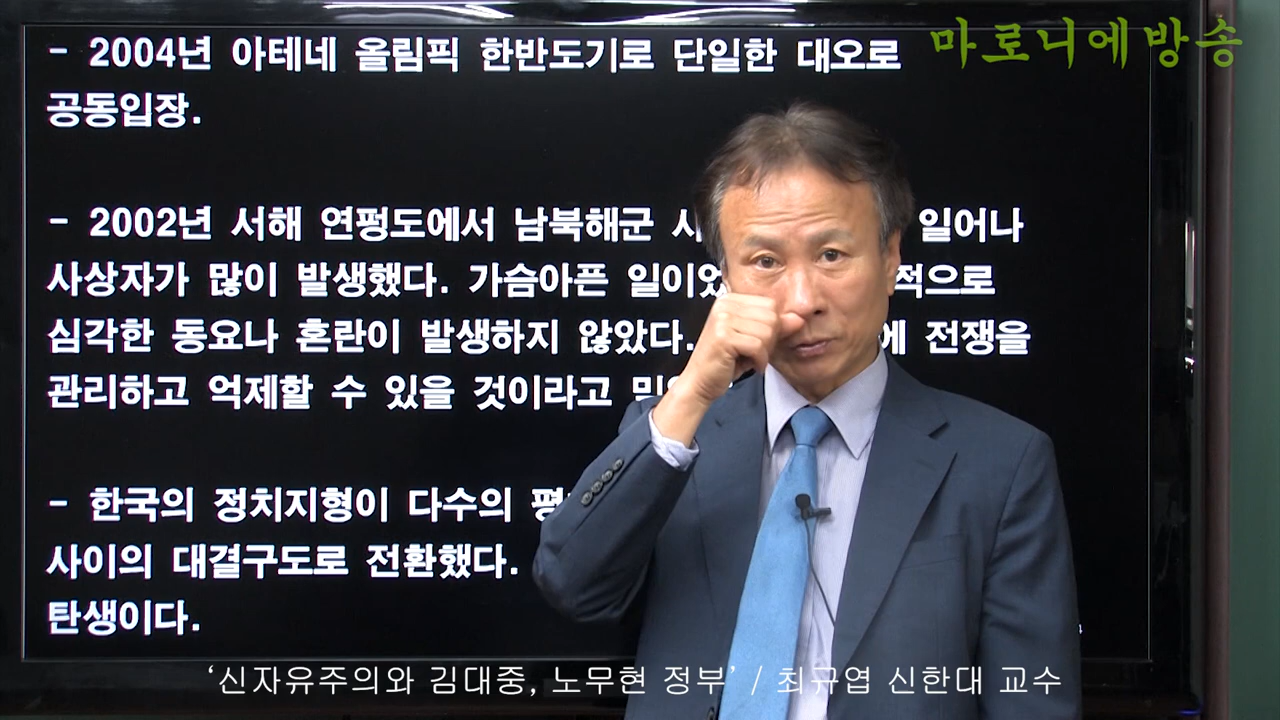 - 2004년 아테네 올림픽 한반도기로 단일한 대오로
마로니에방송
공동입장.
- 2002년 서해 연평도에서 남북해군 일어나
사상자가 많이 발생했다. 가슴아픈 적으로
심각한 동요나 혼란이 발생하지 않았다. 전쟁을
관리하고 억제할 수 있을 것이라고
- 한국의 정치지형이 다수의
사이의 대결구도로 전환했다.
탄생이다.
‘신자유주의와 김대중, 노무현 정부’ / 최규엽 신한대 교수